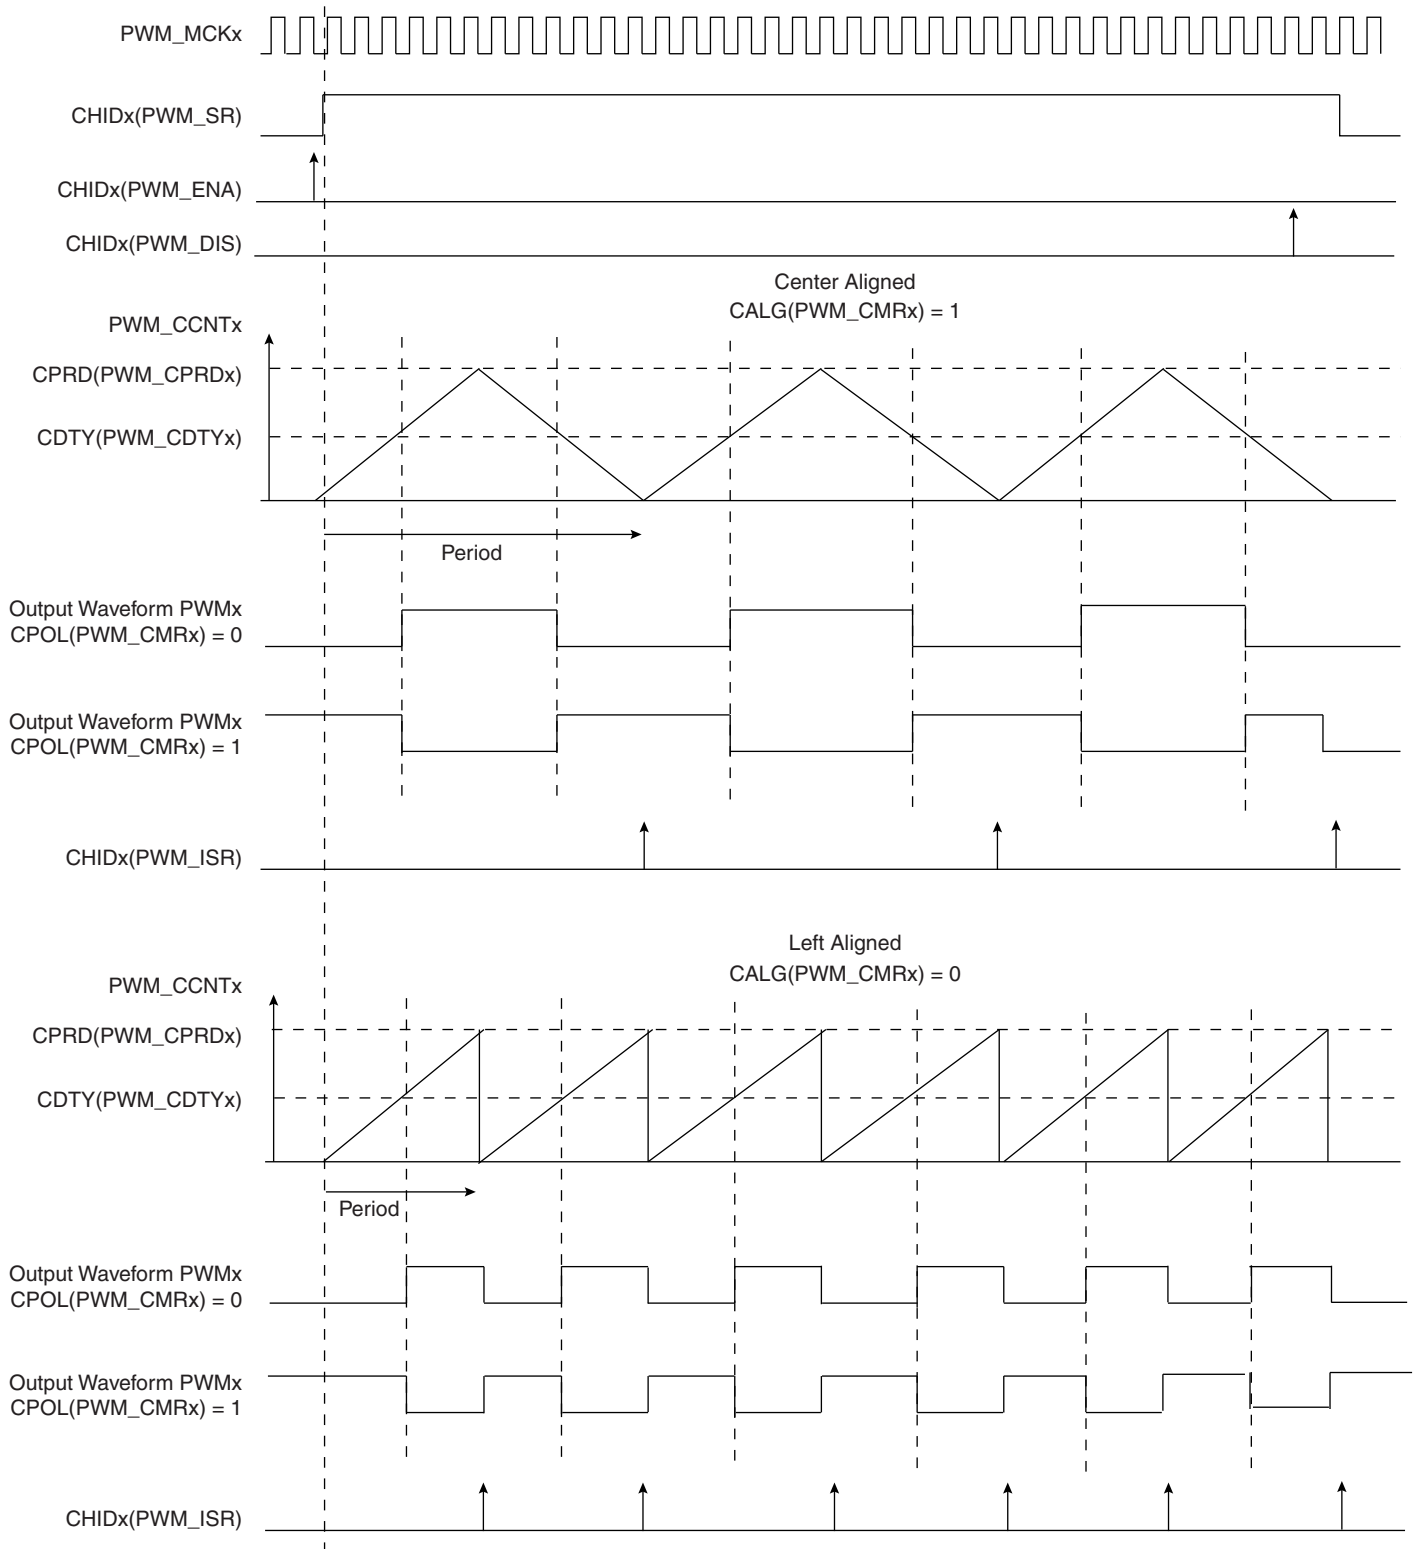 PWM_MCKx
CHIDx(PWM_SR)
CHIDx(PWM_ENA)
CHIDx(PWM_DIS)
Center Aligned
CALG(PWM_CMRx) = 1
PWM_CCNTx
CPRD(PWM_CPRDx)
CDTY(PWM_CDTYx)
Period
Output Waveform PWMx
CPOL(PWM_CMRx) = 0
Output Waveform PWMx
CPOL(PWM_CMRx) = 1
CHIDx(PWM_ISR)
Left Aligned
CALG(PWM_CMRx) = 0
PWM_CCNTx
CPRD(PWM_CPRDx)
CDTY(PWM_CDTYx)
Period
Output Waveform PWMx
CPOL(PWM_CMRx) = 0
Output Waveform PWMx
CPOL(PWM_CMRx) = 1
CHIDx(PWM_ISR)